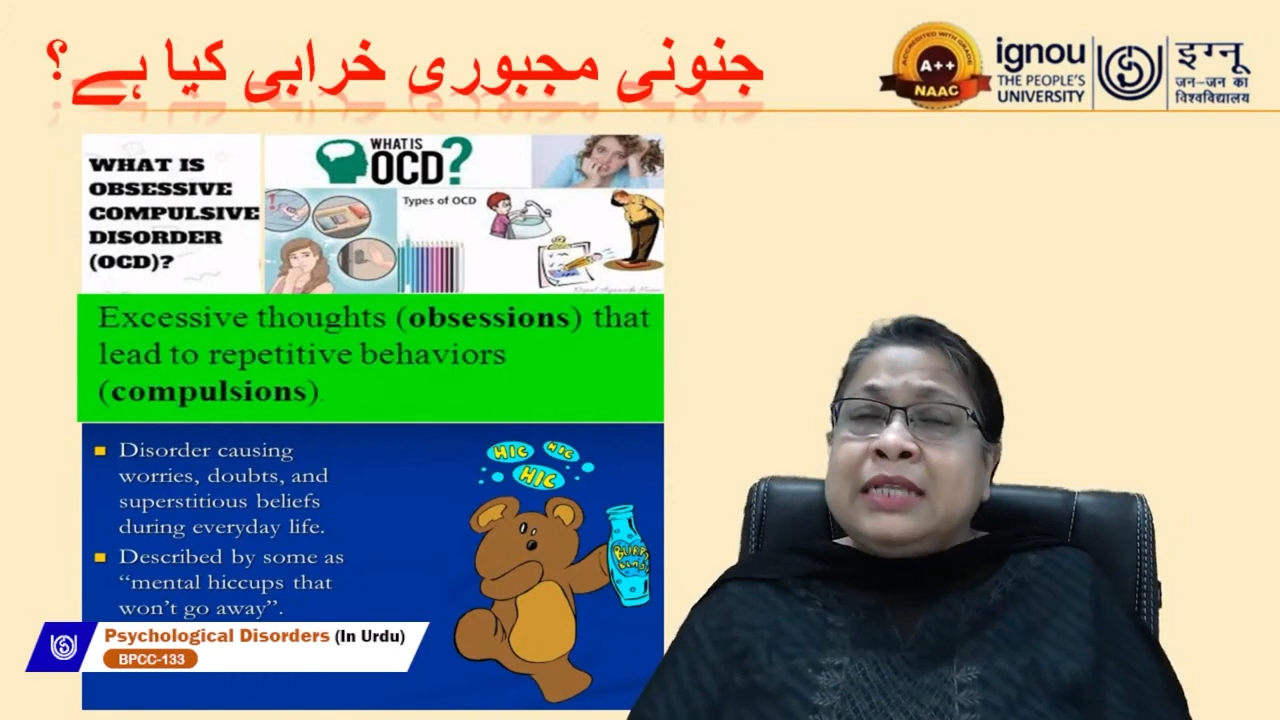 جنونی مجبوری خرابی کیا ہے؟
ACCREDITED WITH GRADE
A++
NAAC
ignou
THE PEOPLE'S
UNIVERSITY
इग्नू
जन-जन का
विश्वविद्यालय
WHAT IS
OBSESSIVE
COMPULSIVE
DISORDER
(OCD)?
WHAT IS
OCD?
Types of OCD
Excessive thoughts (obsessions) that
lead to repetitive behaviors
(compulsions).
Disorder causing
worries, doubts, and
superstitious beliefs
during everyday life.
Described by some as
“mental hiccups that
won’t go away”.
HIC
HIC
HIC
Psychological Disorders (In Urdu)
BPCC-133